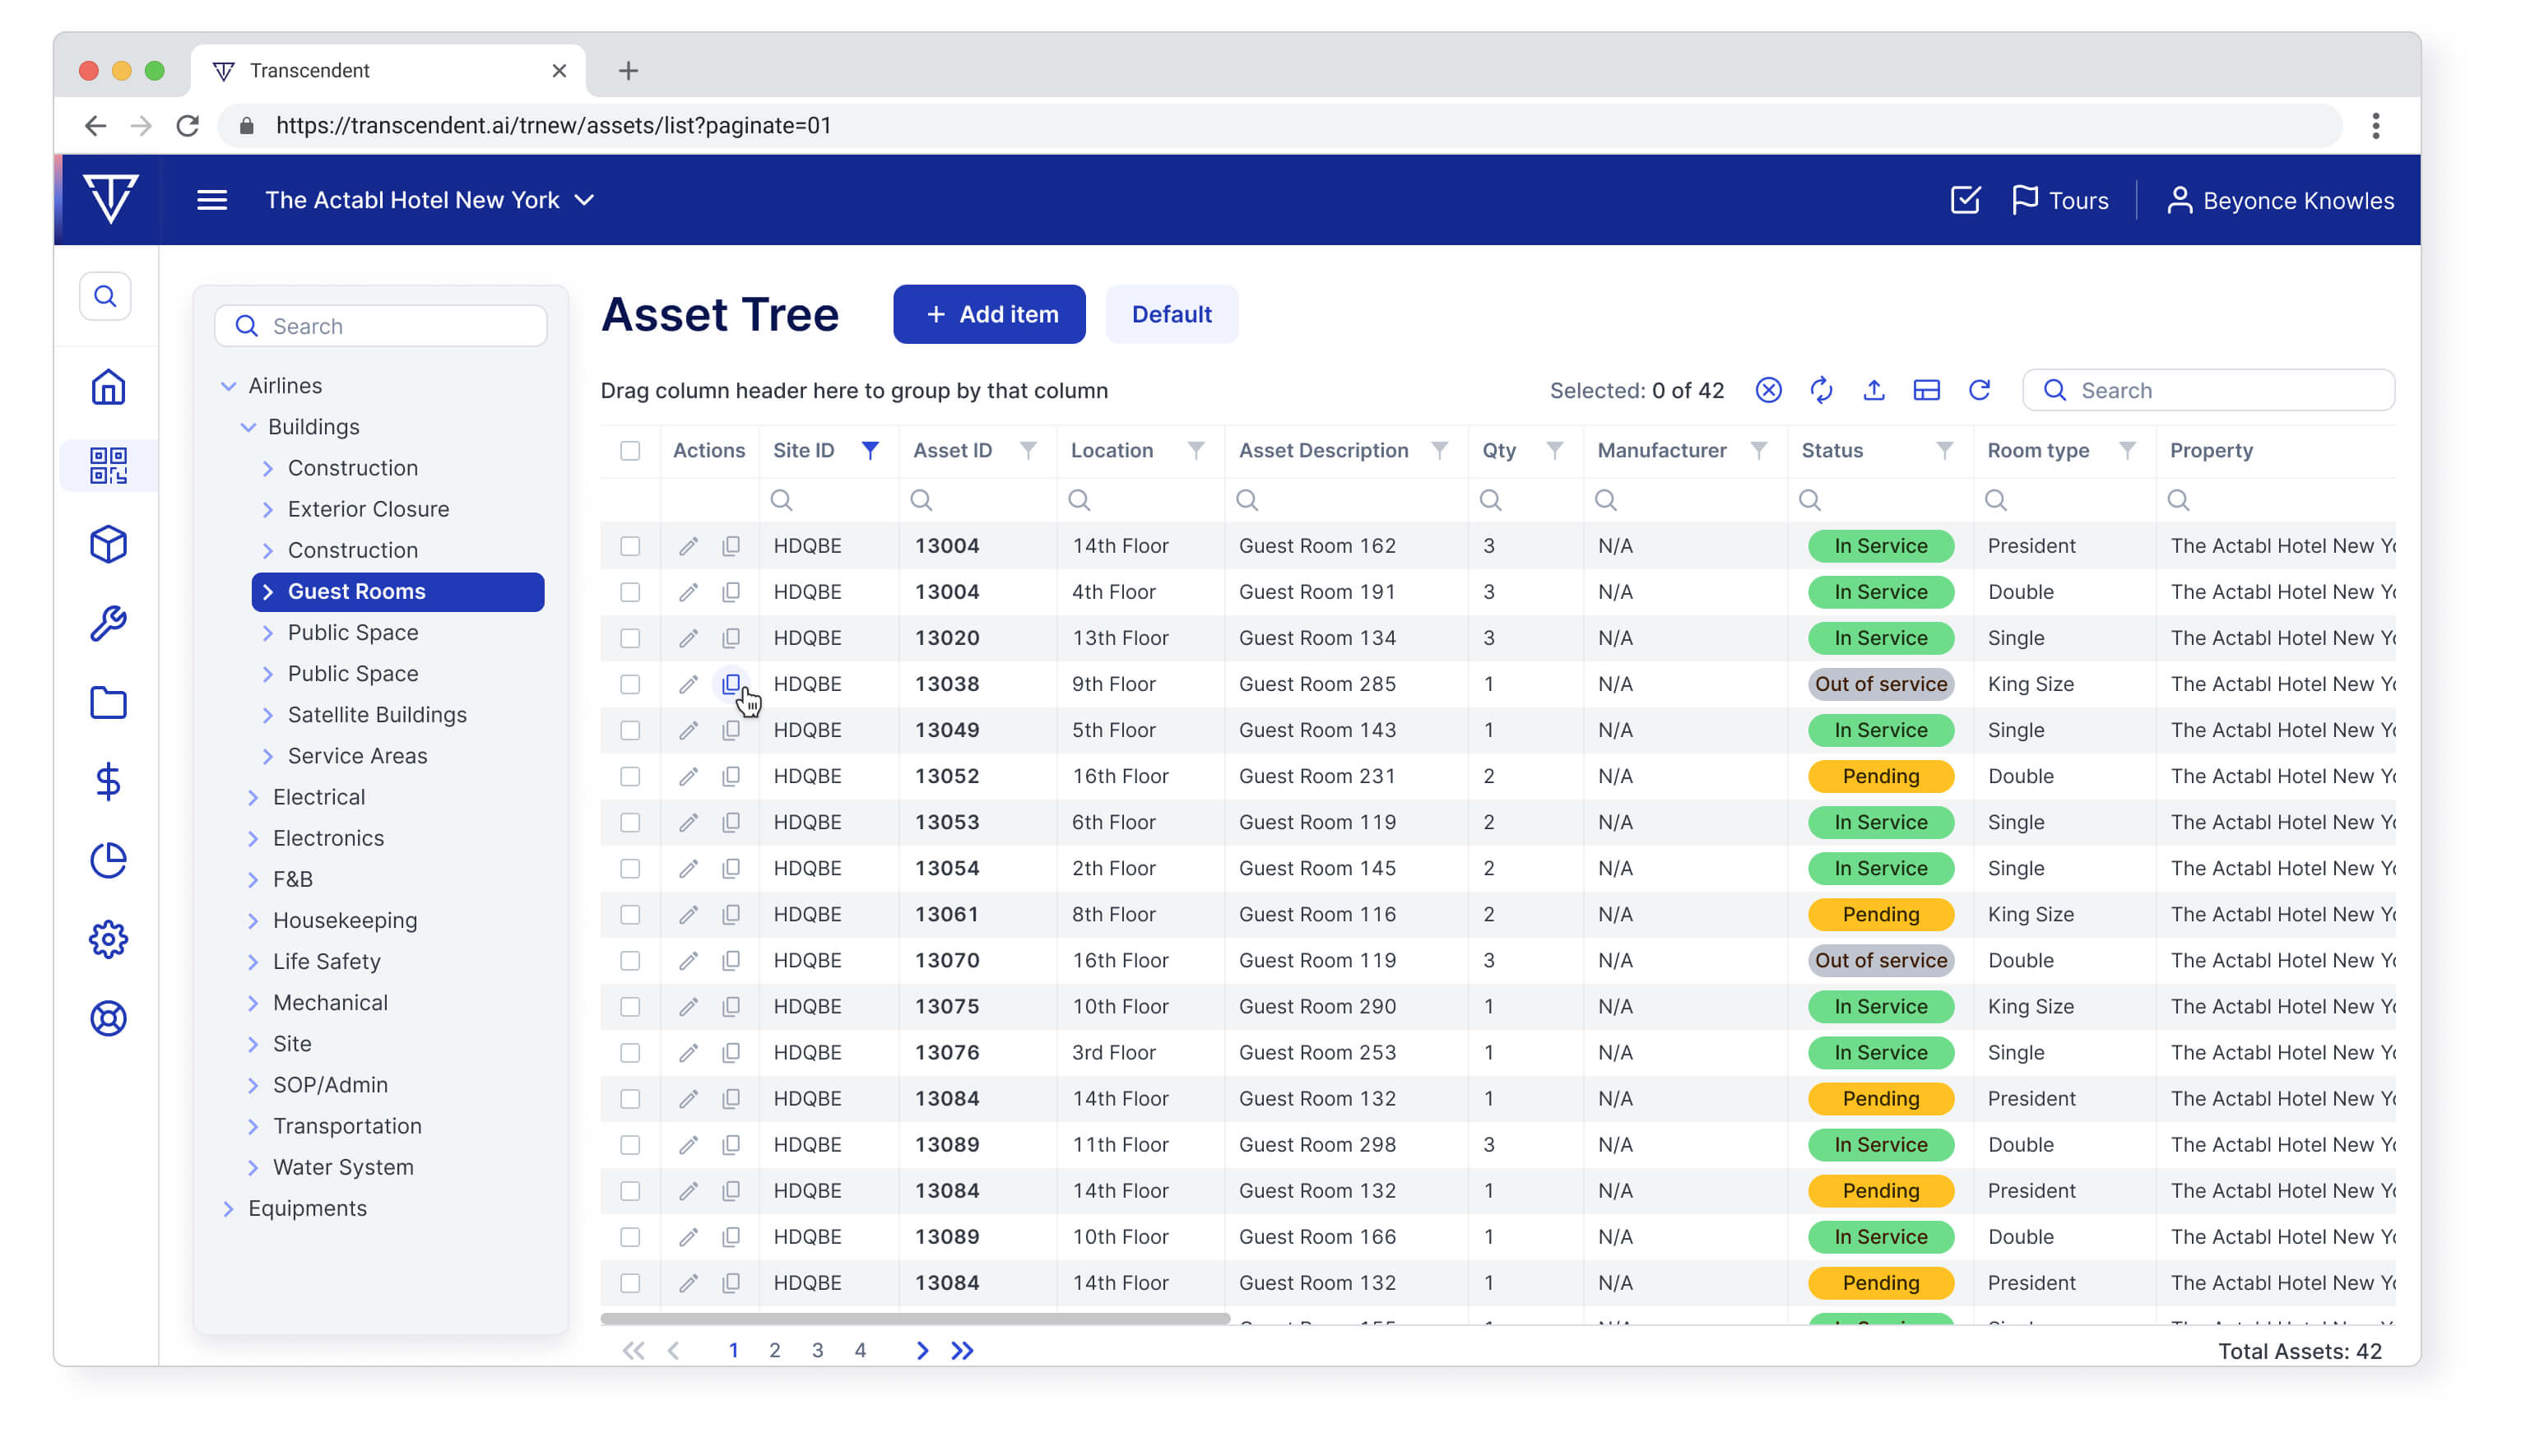 Transcendent
https://transcendent.ai/trnew/assets/list?paginate=01
The Actabl Hotel New York
Tours
Beyonce Knowles
Search
Airlines
Buildings
Construction
Exterior Closure
Construction
Guest Rooms
Public Space
Public Space
Satellite Buildings
Service Areas
Electrical
Electronics
F&B
Housekeeping
Life Safety
Mechanical
Site
SOP/Admin
Transportation
Water System
Equipments
Asset Tree
+ Add item
Default
Drag column header here to group by that column
Selected: 0 of 42
Search
Actions Site ID Asset ID Location Asset Description Qty Manufacturer Status Room type Property
HDQBE 13004 14th Floor Guest Room 162 3 N/A In Service President The Actabl Hotel New Yo
HDQBE 13004 4th Floor Guest Room 191 3 N/A In Service Double The Actabl Hotel New Yo
HDQBE 13020 13th Floor Guest Room 134 3 N/A In Service Single The Actabl Hotel New Yo
HDQBE 13038 9th Floor Guest Room 285 1 N/A Out of service King Size The Actabl Hotel New Yo
HDQBE 13049 5th Floor Guest Room 143 1 N/A In Service Single The Actabl Hotel New Yo
HDQBE 13052 16th Floor Guest Room 231 2 N/A Pending Double The Actabl Hotel New Yo
HDQBE 13053 6th Floor Guest Room 119 2 N/A In Service Single The Actabl Hotel New Yo
HDQBE 13054 2th Floor Guest Room 145 2 N/A In Service Single The Actabl Hotel New Yo
HDQBE 13061 8th Floor Guest Room 116 2 N/A Pending King Size The Actabl Hotel New Yo
HDQBE 13070 16th Floor Guest Room 119 3 N/A Out of service Double The Actabl Hotel New Yo
HDQBE 13075 10th Floor Guest Room 290 1 N/A In Service King Size The Actabl Hotel New Yo
HDQBE 13076 3rd Floor Guest Room 253 1 N/A In Service Single The Actabl Hotel New Yo
HDQBE 13084 14th Floor Guest Room 132 1 N/A Pending President The Actabl Hotel New Yo
HDQBE 13089 11th Floor Guest Room 298 3 N/A In Service Double The Actabl Hotel New Yo
HDQBE 13084 14th Floor Guest Room 132 1 N/A Pending President The Actabl Hotel New Yo
HDQBE 13089 10th Floor Guest Room 166 1 N/A In Service Double The Actabl Hotel New Yo
HDQBE 13084 14th Floor Guest Room 132 1 N/A Pending President The Actabl Hotel New Yo
1 2 3 4
Total Assets: 42